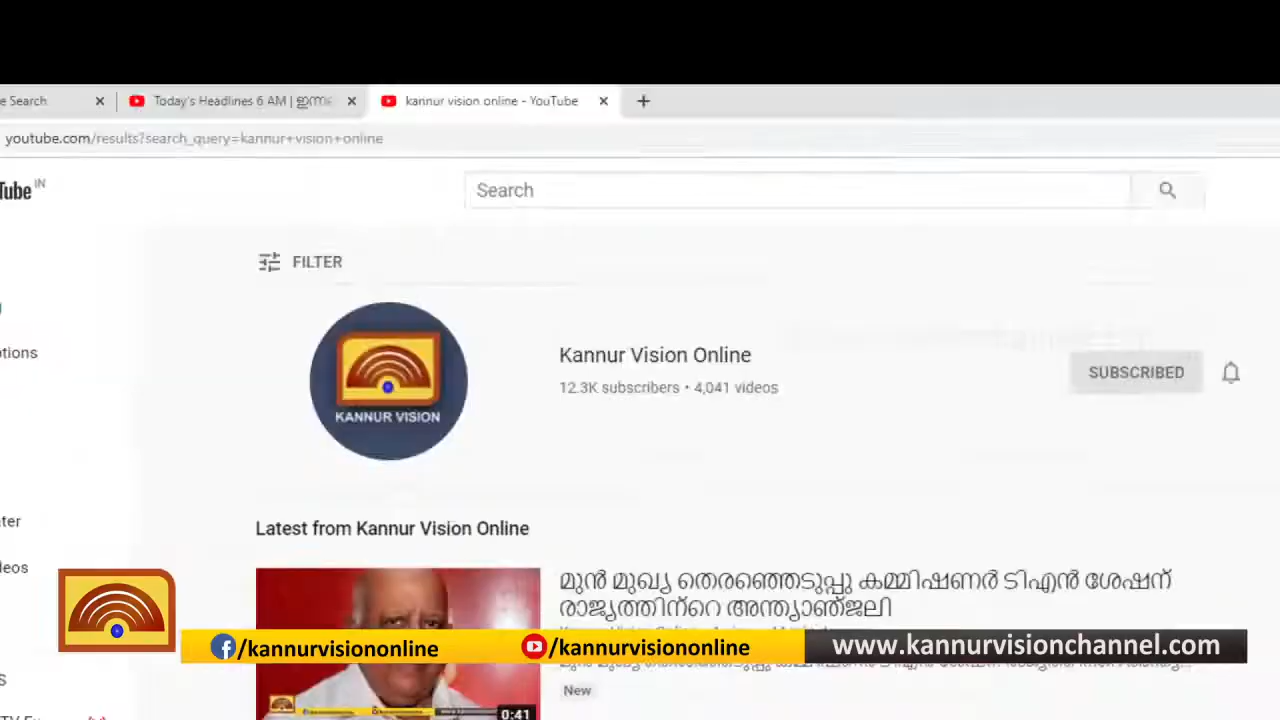 e Search
Today's Headlines 6 AM | ഇന്നം
kannur vision online - YouTube
youtube.com/results?search_query=kannur+vision+online
Tube IN
Search
FILTER
KANNUR VISION
Kannur Vision Online
12.3K subscribers • 4,041 videos
SUBSCRIBED
ptions
ater
deos
Latest from Kannur Vision Online
മുൻ മുഖ്യ തെരഞ്ഞെടുപ്പു കമ്മിഷണർ ടിഎൻ ശേഷന്
രാജ്യത്തിന്റെ അന്ത്യാഞ്ജലി
/kannurvisiononline
/kannurvisiononline
www.kannurvisionchannel.com
New
0:41